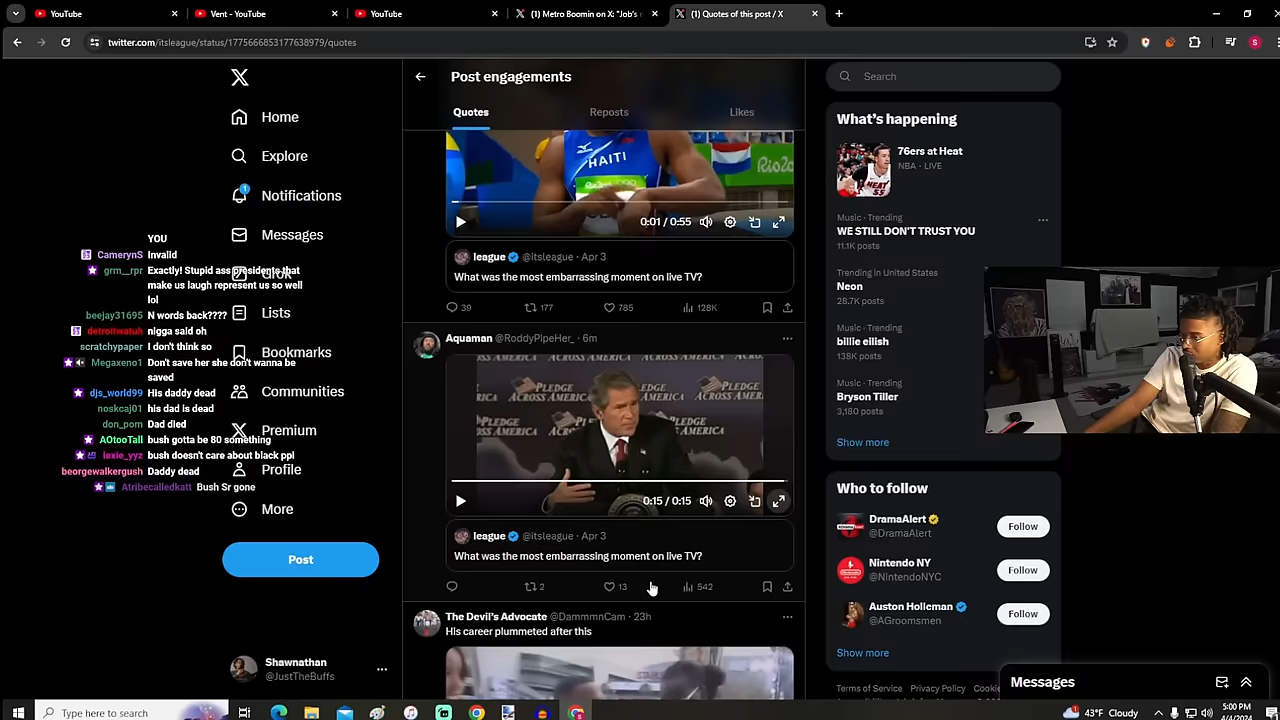 YouTube
Vent - YouTube
YouTube
(1) Metro Boomin on X: "Job's
(1) Quotes of this post / X
twitter.com/itsleague/status/1775666853177638979/quotes
Home
Explore
1
Notifications
Messages
Lists
Bookmarks
Communities
Premium
Profile
More
Post
Shawnathan
@JustTheBuffs
YOU
CamerynS Invalid
grm__rpr Exactly! Stupid ass presidents that
make us laugh represent us so well
lol
beejay31695 N words back????
detroitwatuh nigga said oh
scratchypaper I don't think so
Megaxeno1 Don't save her she don't wanna be
saved
djs_world99 His daddy dead
noskcaj01 his dad is dead
don_pom Dad died
AOtooTall bush gotta be 80 something
lexie_yyz bush doesn't care about black ppl
beorgewalkergush Daddy dead
Atribecalledkatt Bush Sr gone
Post engagements
Quotes
Reposts
Likes
HAITI
Rio20
0:01 / 0:55
league @itsleague · Apr 3
What was the most embarrassing moment on live TV?
39
177
785
128K
Aquaman @RoddyPipeHer_ · 6m
PLEDGE
ACROSS
AMERICA
0:15 / 0:15
league @itsleague · Apr 3
What was the most embarrassing moment on live TV?
2
13
542
The Devil's Advocate @DammmnCam · 23h
His career plummeted after this
Search
What's happening
76ers at Heat
NBA · LIVE
HEAT
55
Music · Trending
WE STILL DON'T TRUST YOU
11.1K posts
Trending in United States
Neon
28.7K posts
Music · Trending
billie eilish
138K posts
Music · Trending
Bryson Tiller
3,180 posts
Show more
Who to follow
DramaAlert
@DramaAlert
Follow
Nintendo NY
@NintendoNYC
Follow
Auston Holleman
@AGroomsmen
Follow
Show more
Terms of Service Privacy Policy Cookie
Messages
Type here to search
43°F Cloudy
5:00 PM
4/4/2024